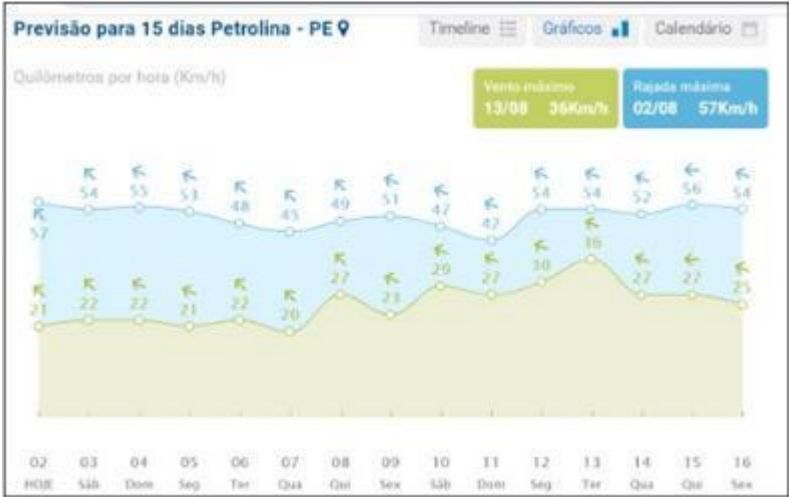 Previsão para 15 dias Petrolina - PE
Timeline
Gráficos
Calendário
Quilômetros por hora (Km/h)
Vento máximo
13/08 36Km/h
Rajada máxima
02/08 57Km/h
57 54 55 53 48 45 49 51 47 42 54 54 52 56 54
21 22 22 21 22 20 27 23 29 27 30 36 27 27 25
02 03 04 05 06 07 08 09 10 11 12 13 14 15 16
HOJE Sáb Dom Seg Ter Qua Qui Sex Sáb Dom Seg Ter Qua Qui Sex